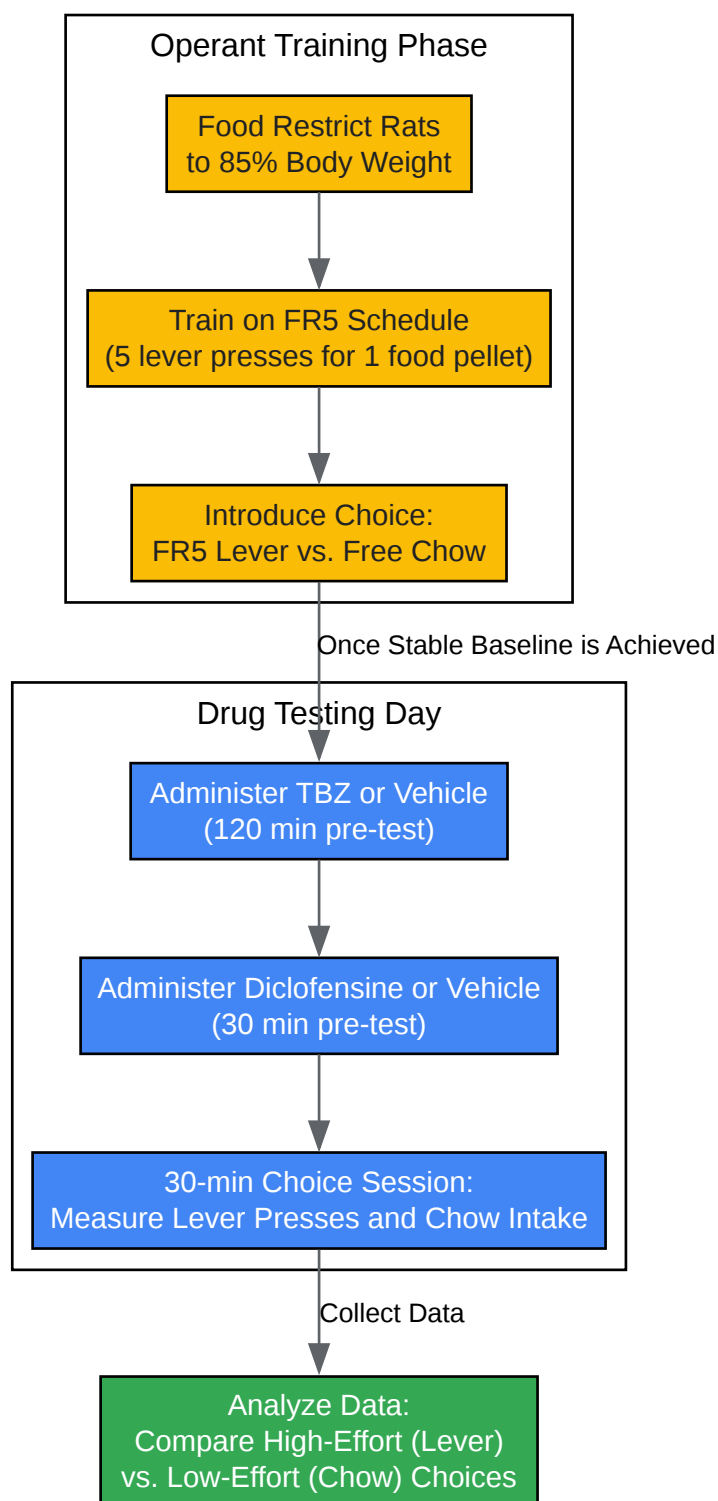 Operant Training Phase
Food Restrict Rats
to 85% Body Weight
Train on FR5 Schedule
(5 lever presses for 1 food pellet)
Introduce Choice:
FR5 Lever vs. Free Chow
Once Stable Baseline is Achieved
Drug Testing Day
Administer TBZ or Vehicle
(120 min pre-test)
Administer Diclofensine or Vehicle
(30 min pre-test)
30-min Choice Session:
Measure Lever Presses and Chow Intake
Collect Data
Analyze Data:
Compare High-Effort (Lever)
vs. Low-Effort (Chow) Choices